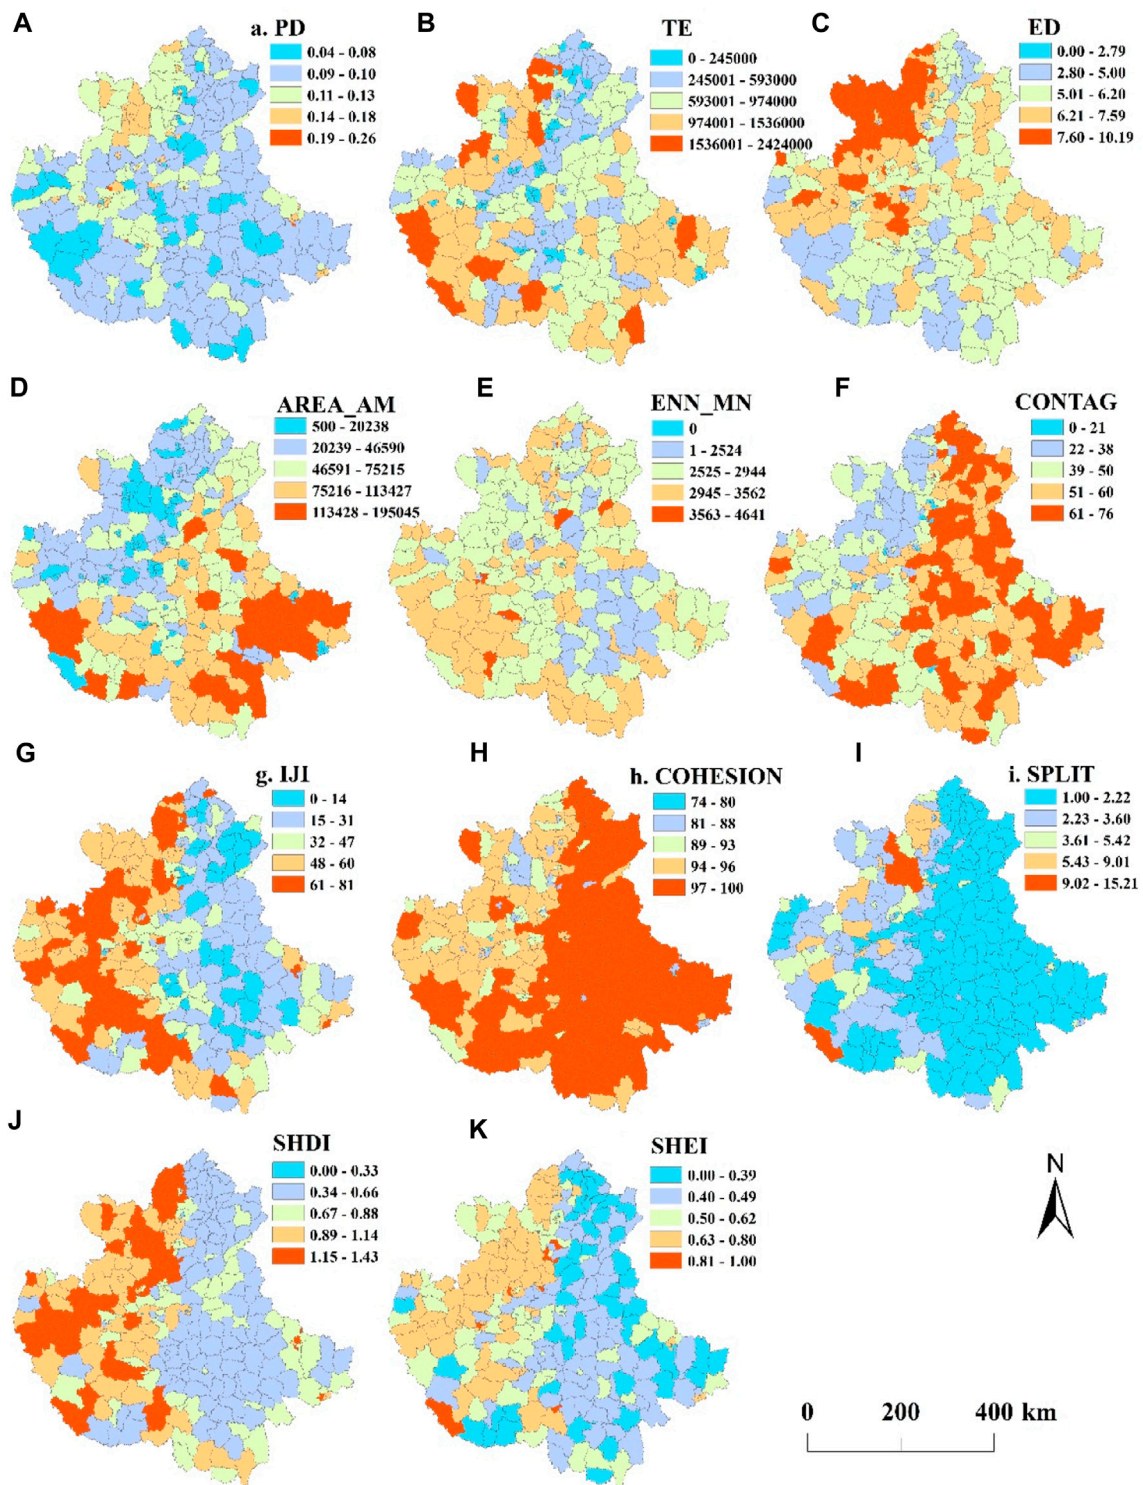 A
a. PD
0.04 - 0.08
0.09 - 0.10
0.11 - 0.13
0.14 - 0.18
0.19 - 0.26
B
TE
0 - 245000
245001 - 593000
593001 - 974000
974001 - 1536000
1536001 - 2424000
C
ED
0.00 - 2.79
2.80 - 5.00
5.01 - 6.20
6.21 - 7.59
7.60 - 10.19
D
AREA_AM
500 - 20238
20239 - 46590
46591 - 75215
75216 - 113427
113428 - 195045
E
ENN_MN
0
1 - 2524
2525 - 2944
2945 - 3562
3563 - 4641
F
CONTAG
0 - 21
22 - 38
39 - 50
51 - 60
61 - 76
G
g. IJI
0 - 14
15 - 31
32 - 47
48 - 60
61 - 81
H
h. COHESION
74 - 80
81 - 88
89 - 93
94 - 96
97 - 100
I
i. SPLIT
1.00 - 2.22
2.23 - 3.60
3.61 - 5.42
5.43 - 9.01
9.02 - 15.21
J
SHDI
0.00 - 0.33
0.34 - 0.66
0.67 - 0.88
0.89 - 1.14
1.15 - 1.43
K
SHEI
0.00 - 0.39
0.40 - 0.49
0.50 - 0.62
0.63 - 0.80
0.81 - 1.00
N
0 200 400 km